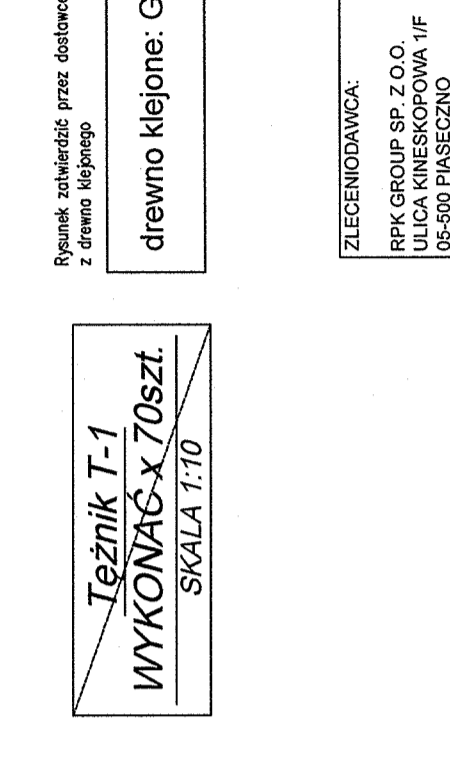 Rysunek zatwierdzić przez dostawcę
z drewna klejonego
drewno klejone: G
Tężnik T-1
WYKONAĆ x 70szt.
SKALA 1:10
ZLECENIODAWCA:
RPK GROUP SP. Z O.O.
ULICA KINESKOPOWA 1/F
05-500 PIASECZNO